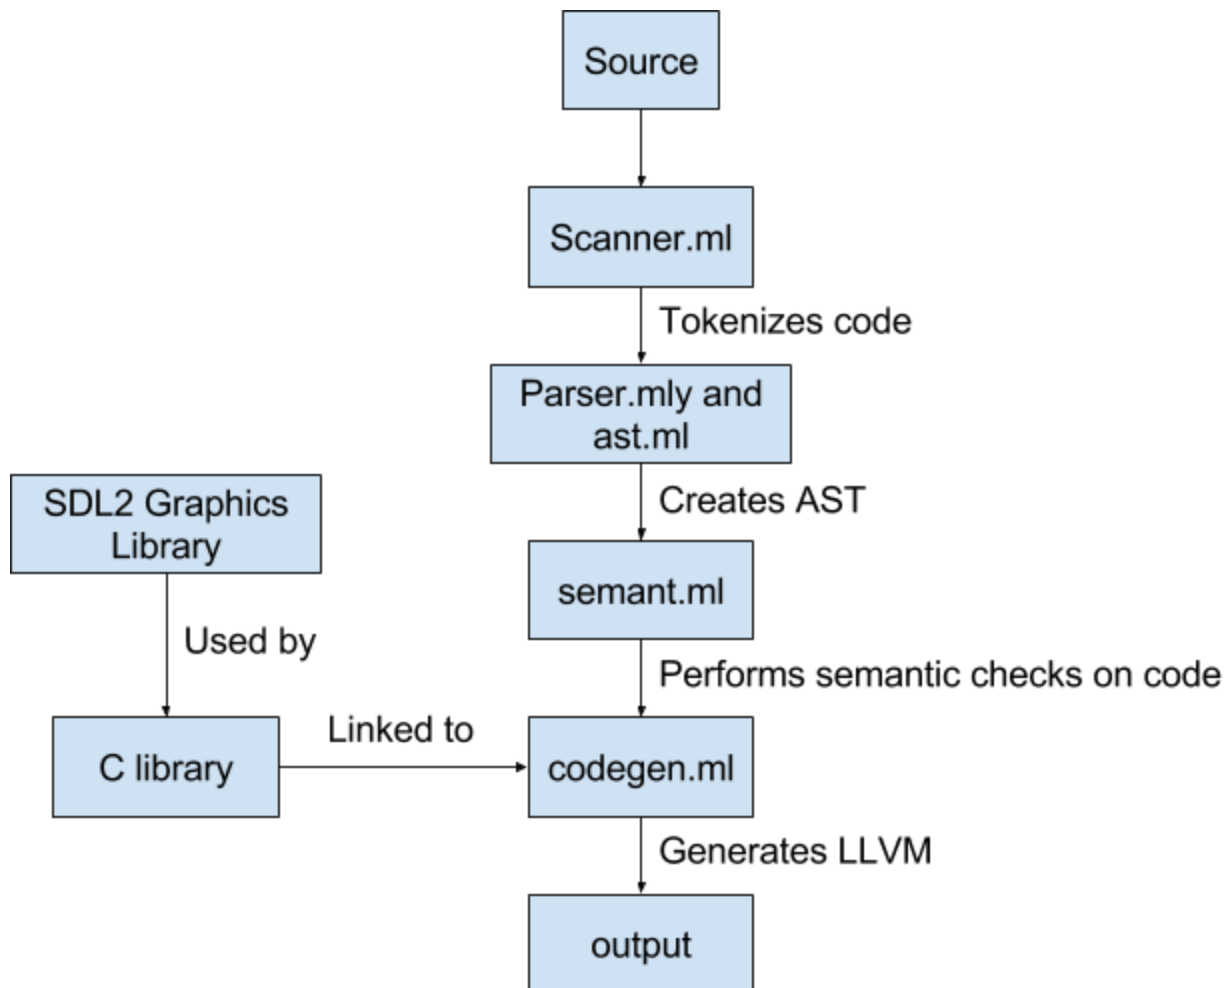 Source
Scanner.ml
Tokenizes code
Parser.mly and
ast.ml
Creates AST
SDL2 Graphics
Library
semant.ml
Used by
Performs semantic checks on code
Linked to
C library
codegen.ml
Generates LLVM
output